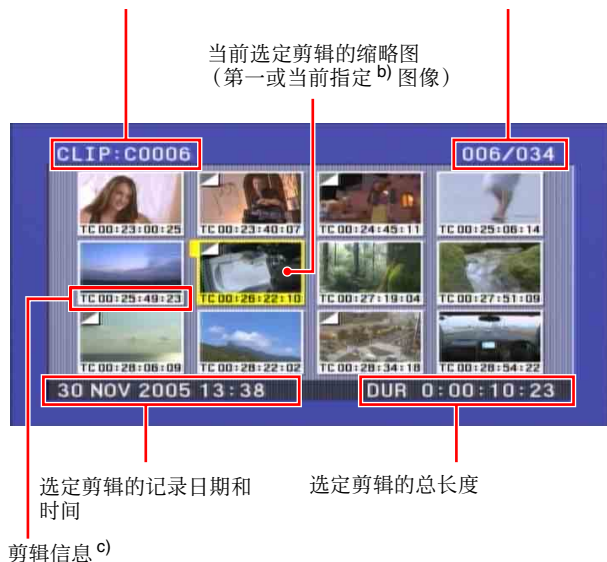 当前选定剪辑的缩略图
（第一或当前指定 b) 图像）
CLIP:C0006
006/034
TC 00:23:00:25
TC 00:23:40:07
TC 00:24:45:11
TC 00:25:06:14
TC 00:25:49:23
TC 00:26:22:10
TC 00:27:19:04
TC 00:27:51:09
TC 00:28:06:09
TC 00:28:22:02
TC 00:28:34:18
TC 00:28:54:22
30 NOV 2005 13:38
DUR 0:00:10:23
选定剪辑的记录日期和
时间
选定剪辑的总长度
剪辑信息 c)